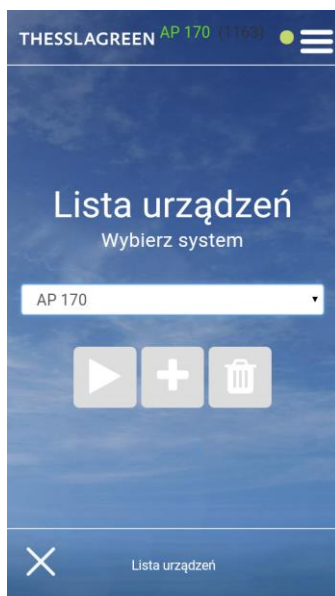 THESSLAGREEN AP 170 (1163)
Lista urządzeń
Wybierz system
AP 170
Lista urządzeń